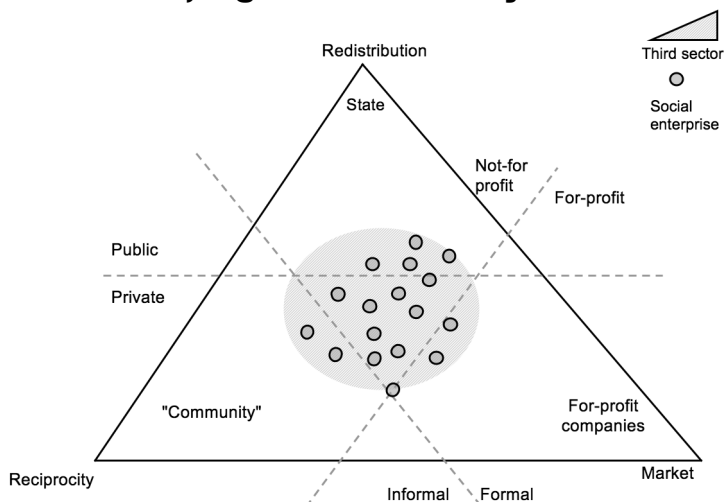 Third sector
Social
enterprise
Redistribution
State
Not-for
profit
For-profit
Public
Private
"Community"
For-profit
companies
Reciprocity
Market
Informal
Formal